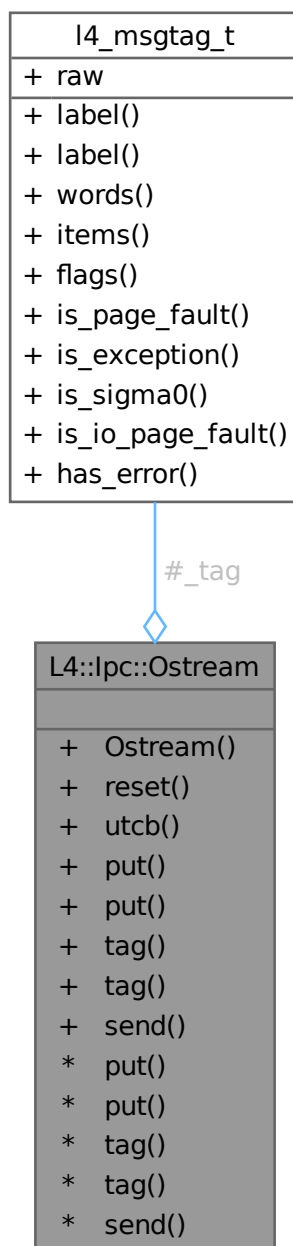 l4_msgtag_t
+ raw
+ label()
+ label()
+ words()
+ items()
+ flags()
+ is_page_fault()
+ is_exception()
+ is_sigma0()
+ is_io_page_fault()
+ has_error()
#_tag
L4::Ipc::Ostream
+ Ostream()
+ reset()
+ utcb()
+ put()
+ put()
+ tag()
+ tag()
+ send()
* put()
* put()
* tag()
* tag()
* send()